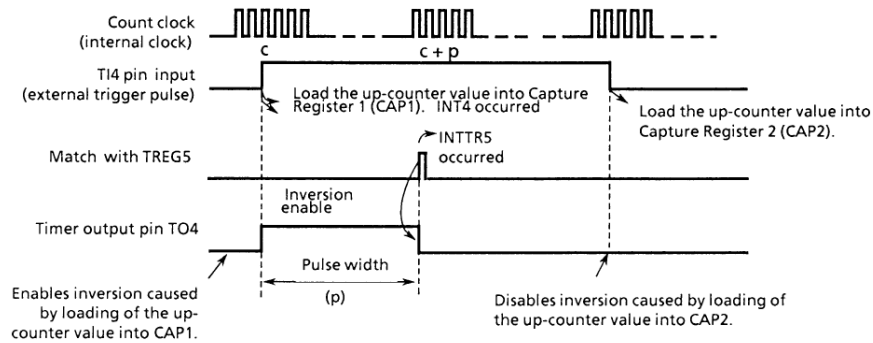 Count clock
(internal clock)
c
c + p
TI4 pin input
(external trigger pulse)
Load the up-counter value into Capture
Register 1 (CAP1). INT4 occurred
Load the up-counter value into
Capture Register 2 (CAP2).
INTTR5
occurred
Match with TREG5
Inversion
enable
Timer output pin TO4
Pulse width
(p)
Enables inversion caused
by loading of the up-
counter value into CAP1.
Disables inversion caused by loading of
the up-counter value into CAP2.